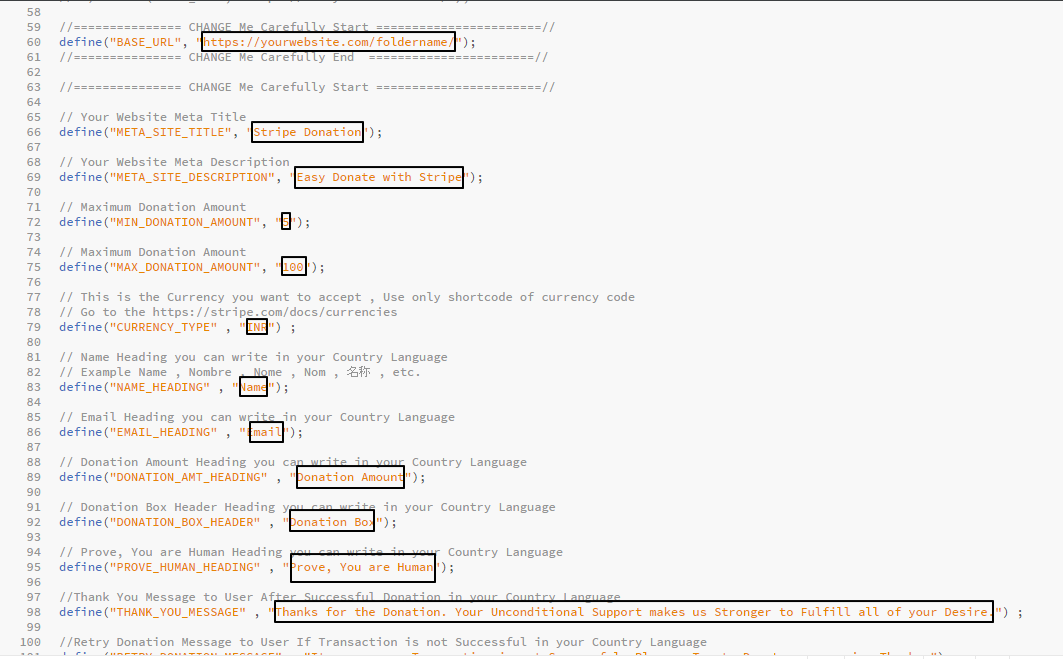 58
59 //=============== CHANGE Me Carefully Start =======================//
60 define("BASE_URL", "https://yourwebsite.com/foldername/");
61 //=============== CHANGE Me Carefully End  =======================//
62
63 //=============== CHANGE Me Carefully Start =======================//
64
65 // Your Website Meta Title
66 define("META_SITE_TITLE", "Stripe Donation");
67
68 // Your Website Meta Description
69 define("META_SITE_DESCRIPTION", "Easy Donate with Stripe");
70
71 // Maximum Donation Amount
72 define("MIN_DONATION_AMOUNT", "5");
73
74 // Maximum Donation Amount
75 define("MAX_DONATION_AMOUNT", "100");
76
77 // This is the Currency you want to accept , Use only shortcode of currency code
78 // Go to the https://stripe.com/docs/currencies
79 define("CURRENCY_TYPE" , "INR") ;
80
81 // Name Heading you can write in your Country Language
82 // Example Name , Nombre , Nome , Nom , 名称 , etc.
83 define("NAME_HEADING" , "Name");
84
85 // Email Heading you can write in your Country Language
86 define("EMAIL_HEADING" , "Email");
87
88 // Donation Amount Heading you can write in your Country Language
89 define("DONATION_AMT_HEADING" , "Donation Amount");
90
91 // Donation Box Header Heading you can write in your Country Language
92 define("DONATION_BOX_HEADER" , "Donation Box");
93
94 // Prove, You are Human Heading you can write in your Country Language
95 define("PROVE_HUMAN_HEADING" , "Prove, You are Human");
96
97 //Thank You Message to User After Successful Donation in your Country Language
98 define("THANK_YOU_MESSAGE" , "Thanks for the Donation. Your Unconditional Support makes us Stronger to Fulfill all of your Desire.") ;
99
100 //Retry Donation Message to User If Transaction is not Successful in your Country Language